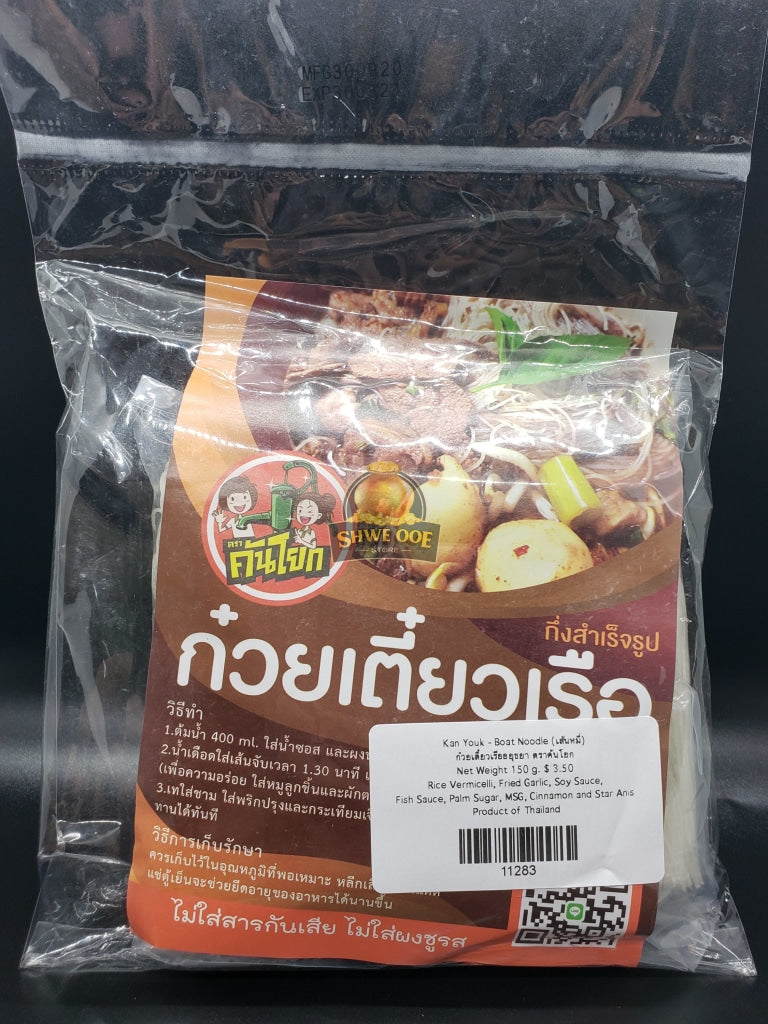 MFG300920
ตรา
คันโยก
SHWE OOE
STORE
กึ่งสำเร็จรูป
ก๋วยเตี๋ยวเรือ
วิธีทำ
1.ต้มน้ำ 400 ml. ใส่น้ำซอส และผง
2.น้ำเดือดใส่เส้นจับเวลา 1.30 นาที
(เพื่อความอร่อย ใส่หมูลูกชิ้นและผัก
3.เทใส่ชาม ใส่พริกปรุงและกระเทียม
ทานได้ทันที
วิธีการเก็บรักษา
ควรเก็บไว้ในอุณหภูมิที่พอเหมาะ
แช่ตู้เย็นจะช่วยยืดอายุของอาหารได้นานขึ้น
ไม่ใส่สารกันเสีย ไม่ใส่ผงชูรส
Kan Youk - Boat Noodle (เส้นหมี่)
ก๋วยเตี๋ยวเรืออยุธยา ตราคันโยก
Net Weight 150 g. $ 3.50
Rice Vermicelli, Fried Garlic, Soy Sauce,
Fish Sauce, Palm Sugar, MSG, Cinnamon and Star Anis
Product of Thailand
11283